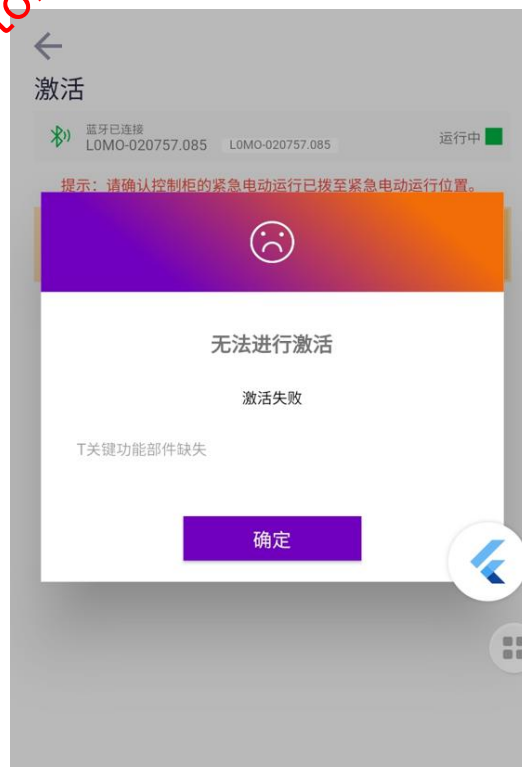 激活
蓝牙已连接
L0MO-020757.085 L0MO-020757.085 运行中
提示：请确认控制柜的紧急电动运行已拨至紧急电动运行位置。
无法进行激活
激活失败
T关键功能部件缺失
确定